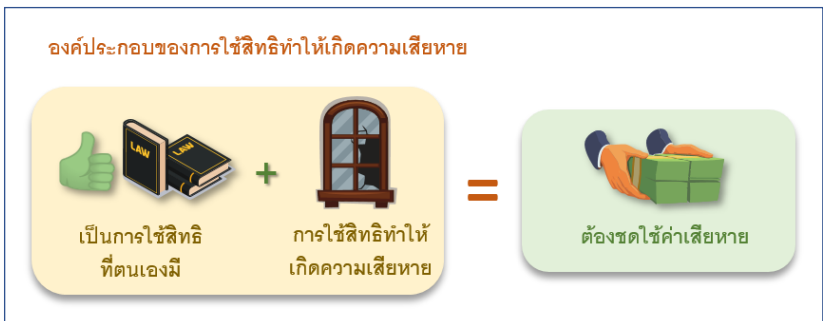 องค์ประกอบของการใช้สิทธิทำให้เกิดความเสียหาย
LAW
LAW
+
=
เป็นการใช้สิทธิ
ที่ตนเองมี
การใช้สิทธิทำให้
เกิดความเสียหาย
ต้องชดใช้ค่าเสียหาย